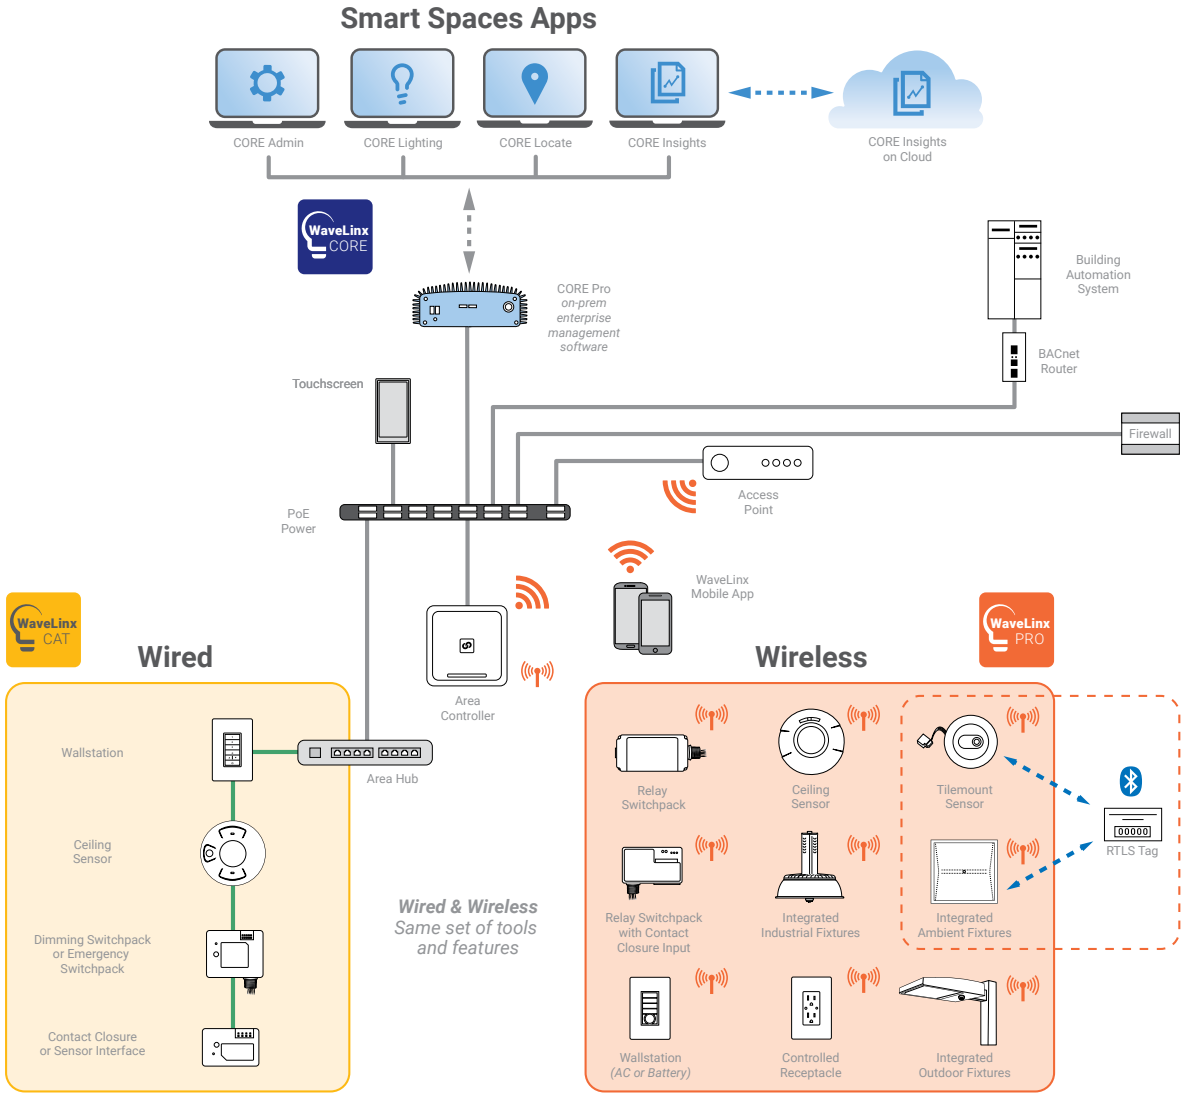 Smart Spaces Apps
CORE Admin
CORE Lighting
CORE Locate
CORE Insights
CORE Insights
on Cloud
WaveLinx
CORE
CORE Pro
on-prem
enterprise
management
software
Building
Automation
System
BACnet
Router
Touchscreen
Firewall
Access
Point
PoE
Power
WaveLinx
Mobile App
WaveLinx
CAT
Wired
Area
Controller
Wireless
WaveLinx
PRO
Wallstation
Area Hub
Ceiling
Sensor
Dimming Switchpack
or Emergency
Switchpack
Contact Closure
or Sensor Interface
Wired & Wireless
Same set of tools
and features
Relay
Switchpack
Ceiling
Sensor
Tilemount
Sensor
00000
RTLS Tag
Relay Switchpack
with Contact
Closure Input
Integrated
Industrial Fixtures
Integrated
Ambient Fixtures
Wallstation
(AC or Battery)
Controlled
Receptacle
Integrated
Outdoor Fixtures